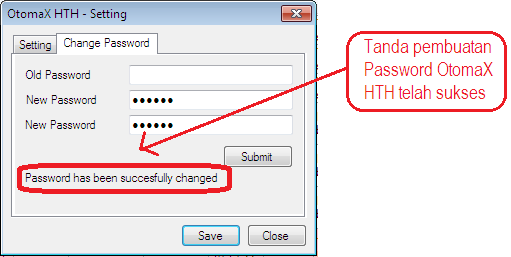 OtomaX HTH - Setting
Setting
Change Password
Old Password
New Password
New Password
Submit
Password has been succesfully changed
Save
Close
Tanda pembuatan
Password OtomaX
HTH telah sukses